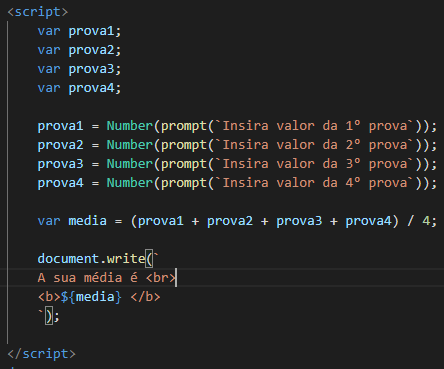 <script>
var prova1;
var prova2;
var prova3;
var prova4;
prova1 = Number(prompt(`Insira valor da 1º prova`));
prova2 = Number(prompt(`Insira valor da 2º prova`));
prova3 = Number(prompt(`Insira valor da 3º prova`));
prova4 = Number(prompt(`Insira valor da 4º prova`));
var media = (prova1 + prova2 + prova3 + prova4) / 4;
document.write(`
A sua média é <br>
<b>${media} </b>
`);
</script>